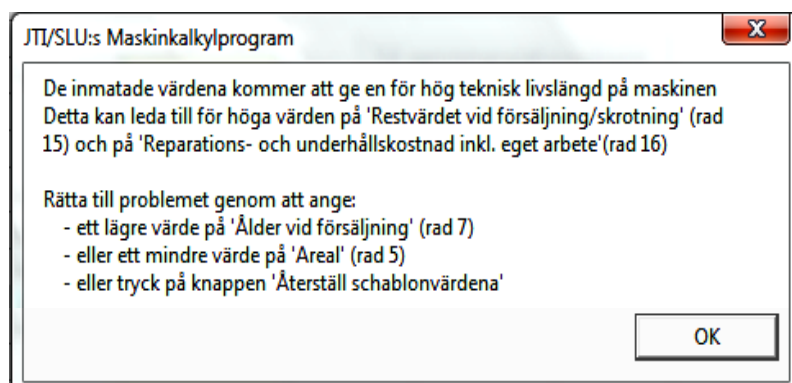 JTI/SLU:s Maskinkalkylprogram
De inmatade värdena kommer att ge en för hög teknisk livslängd på maskinen
Detta kan leda till för höga värden på 'Restvärdet vid försäljning/skrotning' (rad
15) och på 'Reparations- och underhållskostnad inkl. eget arbete'(rad 16)
Rätta till problemet genom att ange:
- ett lägre värde på 'Ålder vid försäljning' (rad 7)
- eller ett mindre värde på 'Areal' (rad 5)
- eller tryck på knappen 'Återställ schablonvärdena'
OK